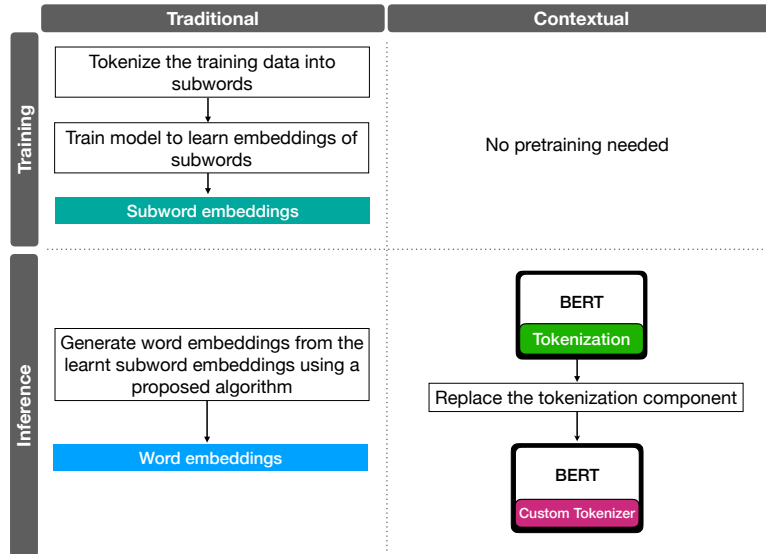 Traditional
Contextual
Training
Tokenize the training data into
subwords
Train model to learn embeddings of
subwords
Subword embeddings
No pretraining needed
Inference
Generate word embeddings from the
learnt subword embeddings using a
proposed algorithm
Word embeddings
BERT
Tokenization
Replace the tokenization component
BERT
Custom Tokenizer